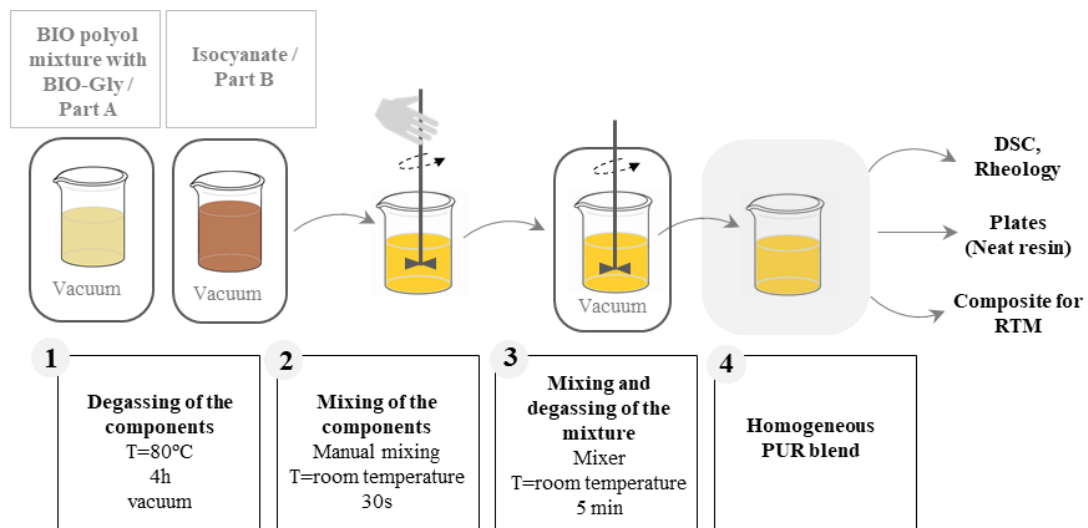 BIO polyol
mixture with
BIO-Gly /
Part A
Isocyanate /
Part B
Vacuum
Vacuum
Vacuum
DSC,
Rheology
Plates
(Neat resin)
Composite for
RTM
1
Degassing of the
components
T=80°C
4h
vacuum
2
Mixing of the
components
Manual mixing
T=room temperature
30s
3
Mixing and
degassing of the
mixture
Mixer
T=room temperature
5 min
4
Homogeneous
PUR blend